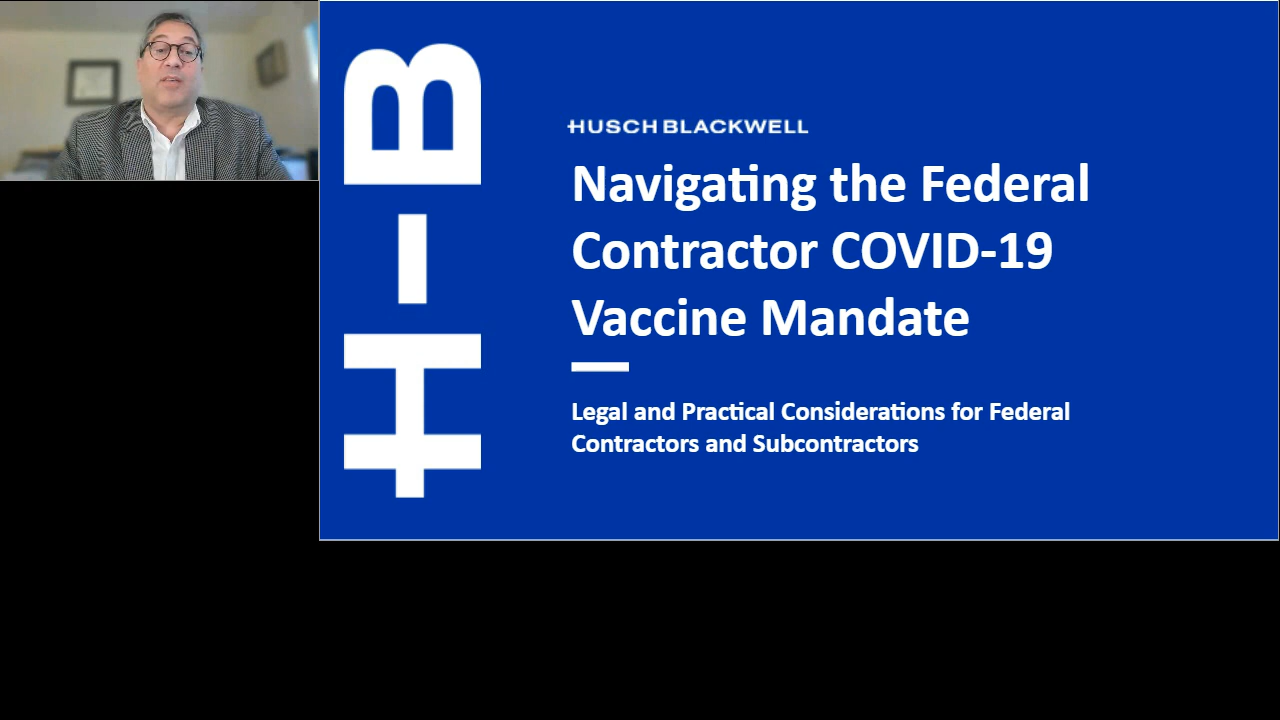 H-B
HUSCH BLACKWELL
Navigating the Federal
Contractor COVID-19
Vaccine Mandate
Legal and Practical Considerations for Federal
Contractors and Subcontractors